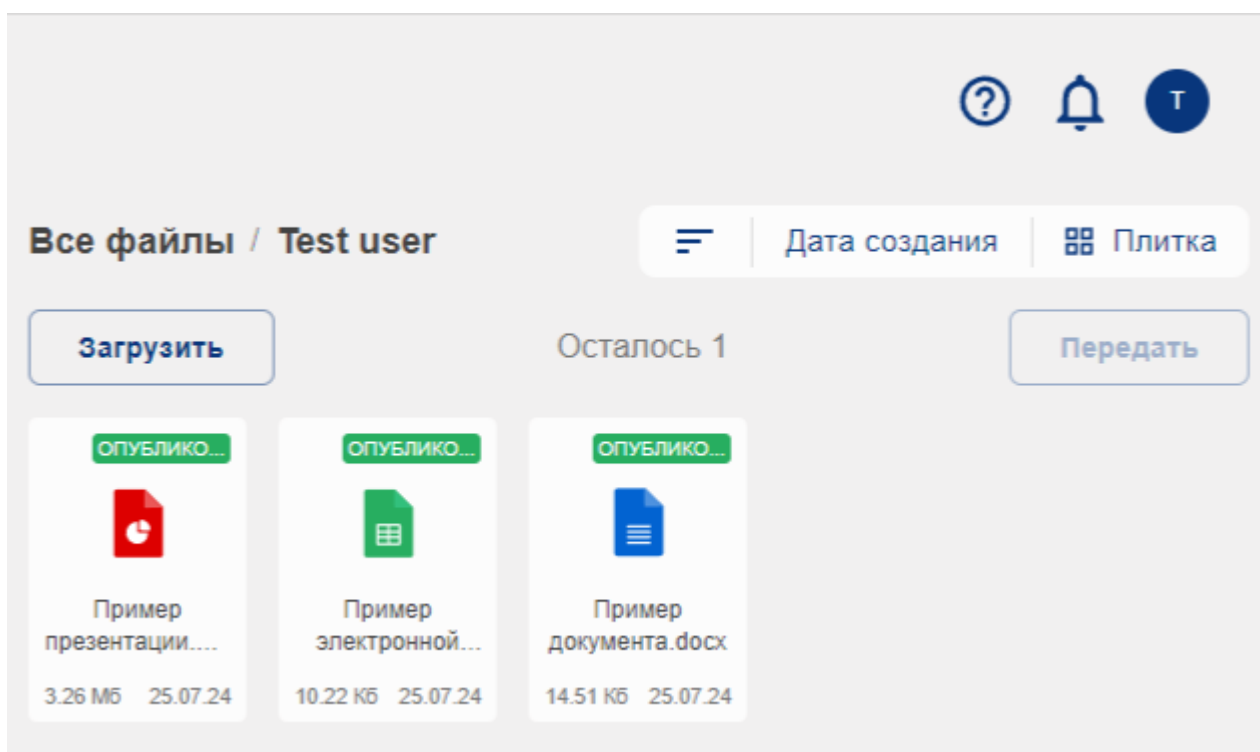 T
Все файлы / Test user
Дата создания
Плитка
Загрузить
Осталось 1
Передать
ОПУБЛИКО...
ОПУБЛИКО...
ОПУБЛИКО...
Пример
презентации....
Пример
электронной...
Пример
документа.docx
3.26 Мб 25.07.24
10.22 Кб 25.07.24
14.51 Кб 25.07.24